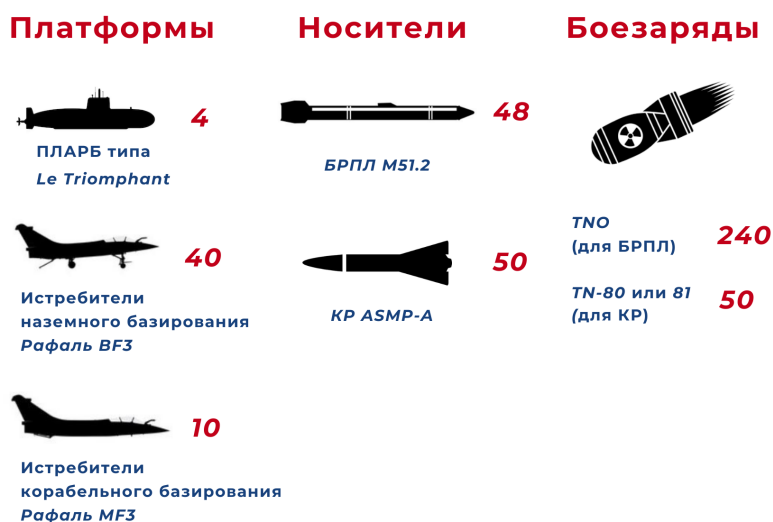 Платформы
Носители
Боезаряды
4
ПЛАРБ типа
Le Triomphant
40
Истребители
наземного базирования
Рафаль BF3
10
Истребители
корабельного базирования
Рафаль MF3
48
БРПЛ M51.2
50
КР ASMP-A
TNO
(для БРПЛ)
240
TN-80 или 81
(для КР)
50